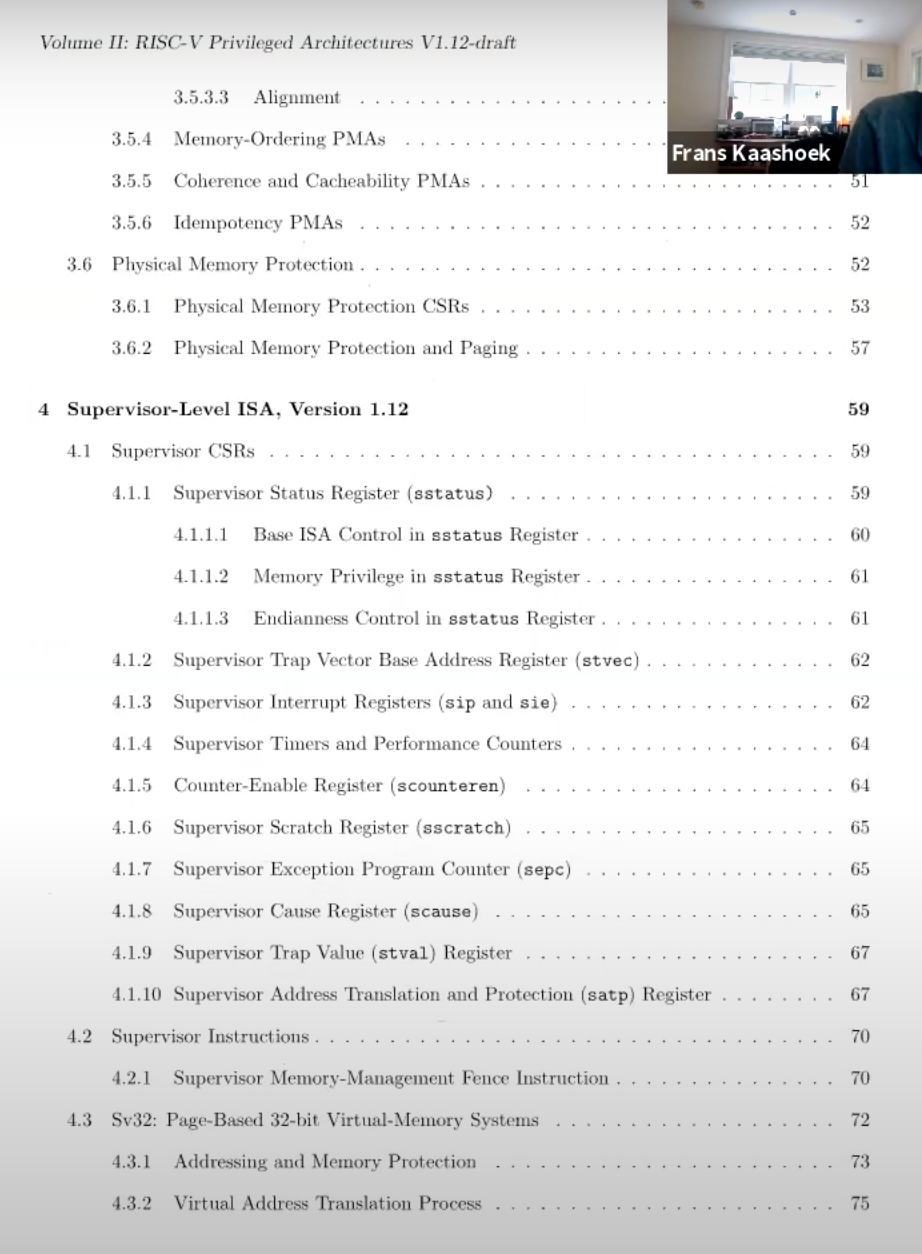 Volume II: RISC-V Privileged Architectures V1.12-draft
Frans Kaashoek
3.5.3.3 Alignment . . . . . . . . . . . . . . . . . . . . .
3.5.4 Memory-Ordering PMAs . . . . . . . . . . . . . . . . . .
3.5.5 Coherence and Cacheability PMAs . . . . . . . . . . . . . . . . . . . . . . . . 51
3.5.6 Idempotency PMAs . . . . . . . . . . . . . . . . . . . . . . . . . . . . . . . . 52
3.6 Physical Memory Protection . . . . . . . . . . . . . . . . . . . . . . . . . . . . . . . . 52
3.6.1 Physical Memory Protection CSRs . . . . . . . . . . . . . . . . . . . . . . . . 53
3.6.2 Physical Memory Protection and Paging . . . . . . . . . . . . . . . . . . . . . 57
4 Supervisor-Level ISA, Version 1.12 59
4.1 Supervisor CSRs . . . . . . . . . . . . . . . . . . . . . . . . . . . . . . . . . . . . . . 59
4.1.1 Supervisor Status Register (sstatus) . . . . . . . . . . . . . . . . . . . . . . 59
4.1.1.1 Base ISA Control in sstatus Register . . . . . . . . . . . . . . . . . 60
4.1.1.2 Memory Privilege in sstatus Register . . . . . . . . . . . . . . . . . 61
4.1.1.3 Endianness Control in sstatus Register . . . . . . . . . . . . . . . . 61
4.1.2 Supervisor Trap Vector Base Address Register (stvec) . . . . . . . . . . . . . 62
4.1.3 Supervisor Interrupt Registers (sip and sie) . . . . . . . . . . . . . . . . . . 62
4.1.4 Supervisor Timers and Performance Counters . . . . . . . . . . . . . . . . . . 64
4.1.5 Counter-Enable Register (scounteren) . . . . . . . . . . . . . . . . . . . . . 64
4.1.6 Supervisor Scratch Register (sscratch) . . . . . . . . . . . . . . . . . . . . . 65
4.1.7 Supervisor Exception Program Counter (sepc) . . . . . . . . . . . . . . . . . 65
4.1.8 Supervisor Cause Register (scause) . . . . . . . . . . . . . . . . . . . . . . . 65
4.1.9 Supervisor Trap Value (stval) Register . . . . . . . . . . . . . . . . . . . . . 67
4.1.10 Supervisor Address Translation and Protection (satp) Register . . . . . . . . 67
4.2 Supervisor Instructions . . . . . . . . . . . . . . . . . . . . . . . . . . . . . . . . . . . 70
4.2.1 Supervisor Memory-Management Fence Instruction . . . . . . . . . . . . . . . 70
4.3 Sv32: Page-Based 32-bit Virtual-Memory Systems . . . . . . . . . . . . . . . . . . . 72
4.3.1 Addressing and Memory Protection . . . . . . . . . . . . . . . . . . . . . . . 73
4.3.2 Virtual Address Translation Process . . . . . . . . . . . . . . . . . . . . . . . 75